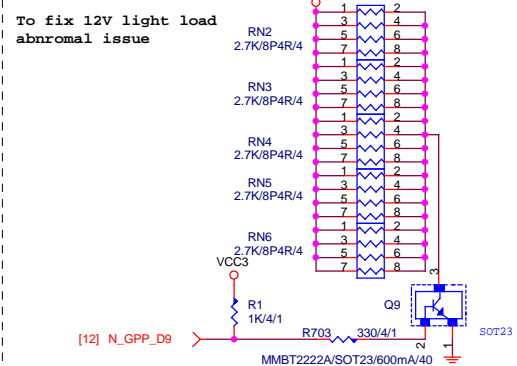 To fix 12V light load
abnromal issue
1 2
3 4
RN2
5 6
2.7K/8P4R/4
7 8
1 2
3 4
RN3
5 6
2.7K/8P4R/4
7 8
1 2
3 4
RN4
5 6
2.7K/8P4R/4
7 8
1 2
RN5
3 4
2.7K/8P4R/4
5 6
7 8
1 2
RN6
3 4
2.7K/8P4R/4
5 6
VCC3
7 8
3
R1
1K/4/1
Q9
SOT23
[12] N_GPP_D9
R703 330/4/1
2
1
MMBT2222A/SOT23/600mA/40